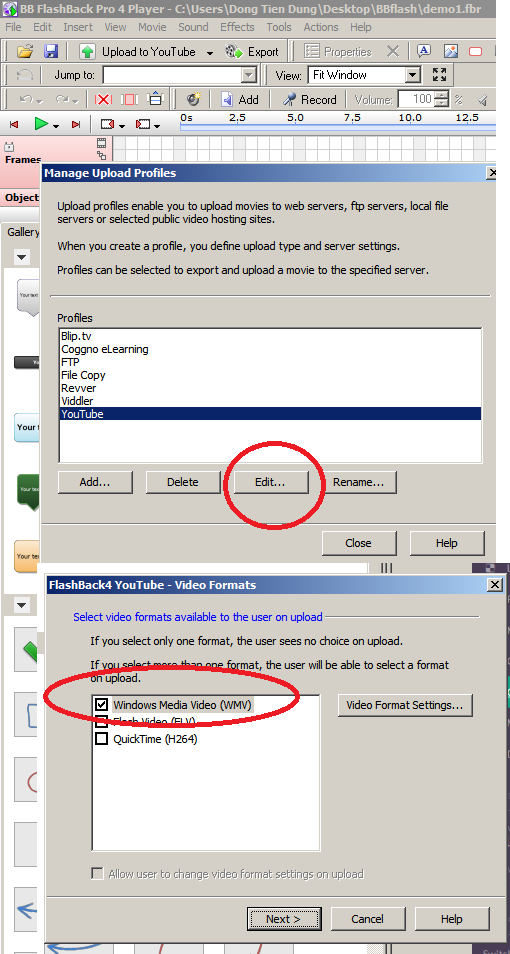 BB FlashBack Pro 4 Player - C:\Users\Dong Tien Dung\Desktop\BBflash\demo1.fbr
File Edit Insert View Movie Sound Effects Edit Tools Actions Help
Upload to YouTube Export Properties
Jump to: View: Fit Window
Add Record Volume: 100 %
0s 2.5 5.0 7.5 10.0 12.5
Frames
Object
Gallery
Manage Upload Profiles
Upload profiles enable you to upload movies to web servers, ftp servers, local file
servers or selected public video hosting sites.
When you create a profile, you define upload type and server settings.
Profiles can be selected to export and upload a movie to the specified server.
Profiles
Blip.tv
Coggno eLearning
FTP
File Copy
Revver
Viddler
YouTube
Add... Delete Edit... Rename...
Close Help
Your text
Your te
Your tex
Your text
FlashBack4 YouTube - Video Formats
Select video formats available to the user on upload
If you select only one format, the user sees no choice on upload.
If you select more than one format, the user will be able to select a format
on upload.
Windows Media Video (WMV)
Flash Video (FLV)
QuickTime (H264)
Video Format Settings...
Allow user to change video format settings on upload
Next > Cancel Help